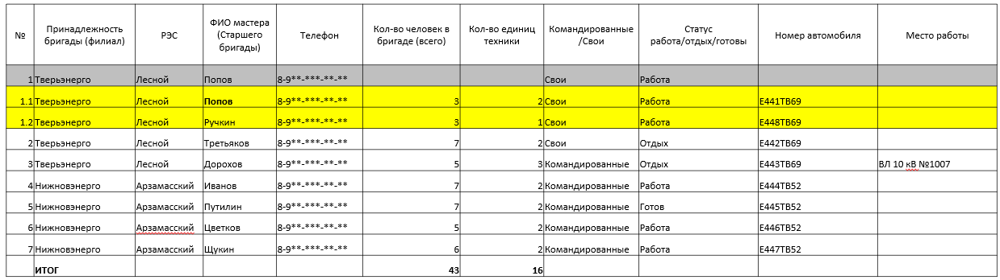 № Принадлежность бригады (филиал) РЭС ФИО мастера (Старшего бригады) Телефон Кол-во человек в бригаде (всего) Кол-во единиц техники Командированные /Свои Статус работа/отдых/готовы Номер автомобиля Место работы
1 Тверьэнерго Лесной Попов 8-9**-***-**-** Свои Работа
1.1 Тверьэнерго Лесной Попов 8-9**-***-**-** 3 2 Свои Работа Е441ТВ69
1.2 Тверьэнерго Лесной Ручкин 8-9**-***-**-** 3 1 Свои Работа Е448ТВ69
2 Тверьэнерго Лесной Третьяков 8-9**-***-**-** 7 2 Свои Отдых Е442ТВ69
3 Тверьэнерго Лесной Дорохов 8-9**-***-**-** 5 3 Командированные Отдых Е443ТВ69 ВЛ 10 кВ №1007
4 Нижновэнерго Арзамасский Иванов 8-9**-***-**-** 7 2 Командированные Работа Е444ТВ52
5 Нижновэнерго Арзамасский Путилин 8-9**-***-**-** 7 2 Командированные Готов Е445ТВ52
6 Нижновэнерго Арзамасский Цветков 8-9**-***-**-** 5 2 Командированные Работа Е446ТВ52
7 Нижновэнерго Арзамасский Щукин 8-9**-***-**-** 6 2 Командированные Работа Е447ТВ52
ИТОГ 43 16